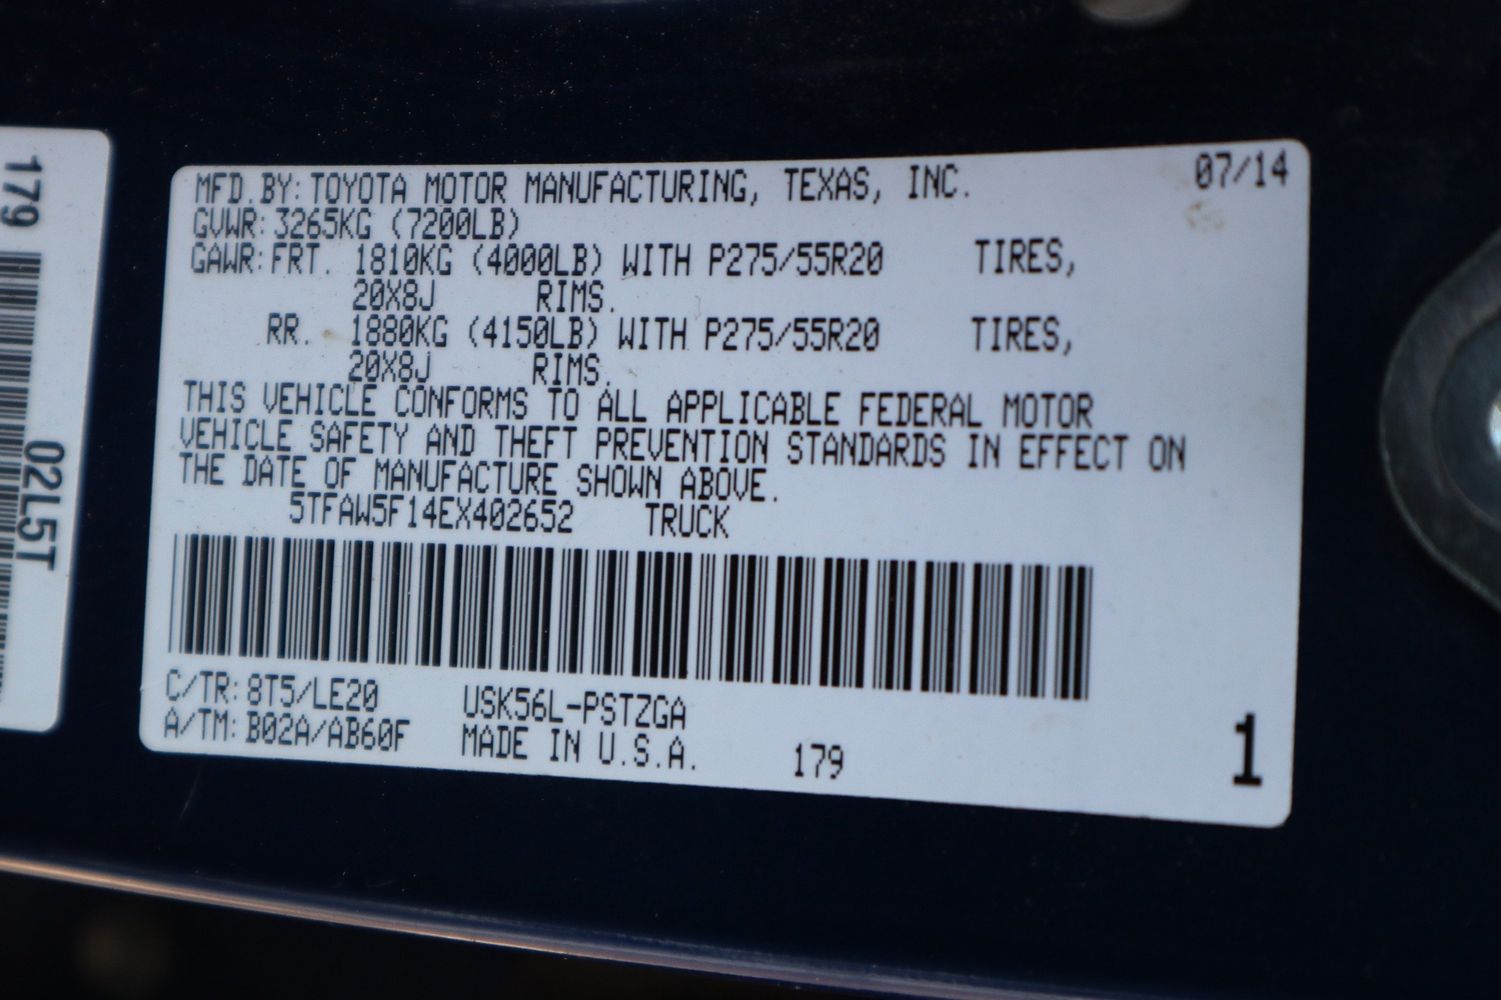 MFD.BY:TOYOTA MOTOR MANUFACTURING, TEXAS, INC. 07/14
GVWR:3265KG (7200LB)
GAWR:FRT. 1810KG (4000LB) WITH P275/55R20 TIRES,
20X8J RIMS.
RR. 1880KG (4150LB) WITH P275/55R20 TIRES,
20X8J RIMS.
THIS VEHICLE CONFORMS TO ALL APPLICABLE FEDERAL MOTOR
VEHICLE SAFETY AND THEFT PREVENTION STANDARDS IN EFFECT ON
THE DATE OF MANUFACTURE SHOWN ABOVE.
5TFAW5F14EX402652 TRUCK
C/TR:8T5/LE20 USK56L-PSTZGA
A/TM:B02A/AB60F MADE IN U.S.A. 179
1
179
02L5T